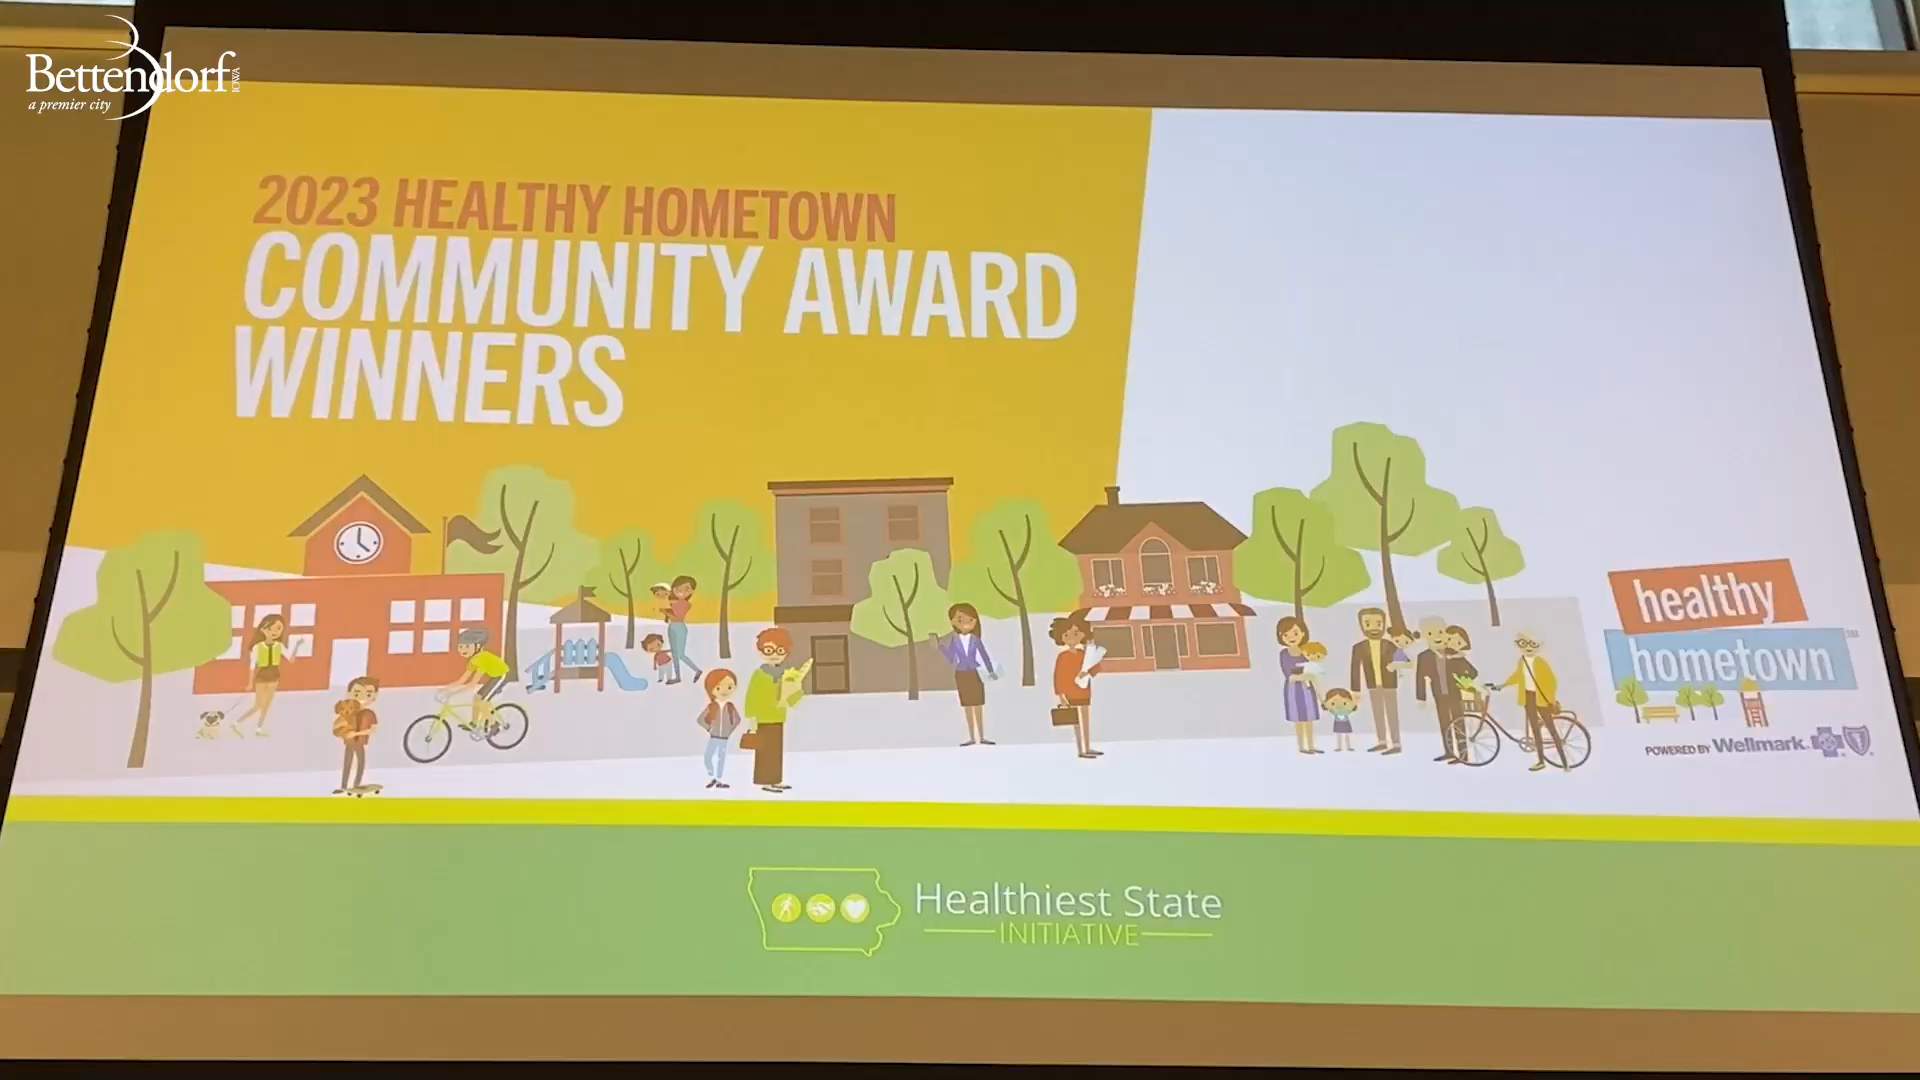 Bettendorf
IOWA
a premier city
2023 HEALTHY HOMETOWN
COMMUNITY AWARD
WINNERS
healthy
hometown
POWERED BY Wellmark.
Healthiest State
INITIATIVE